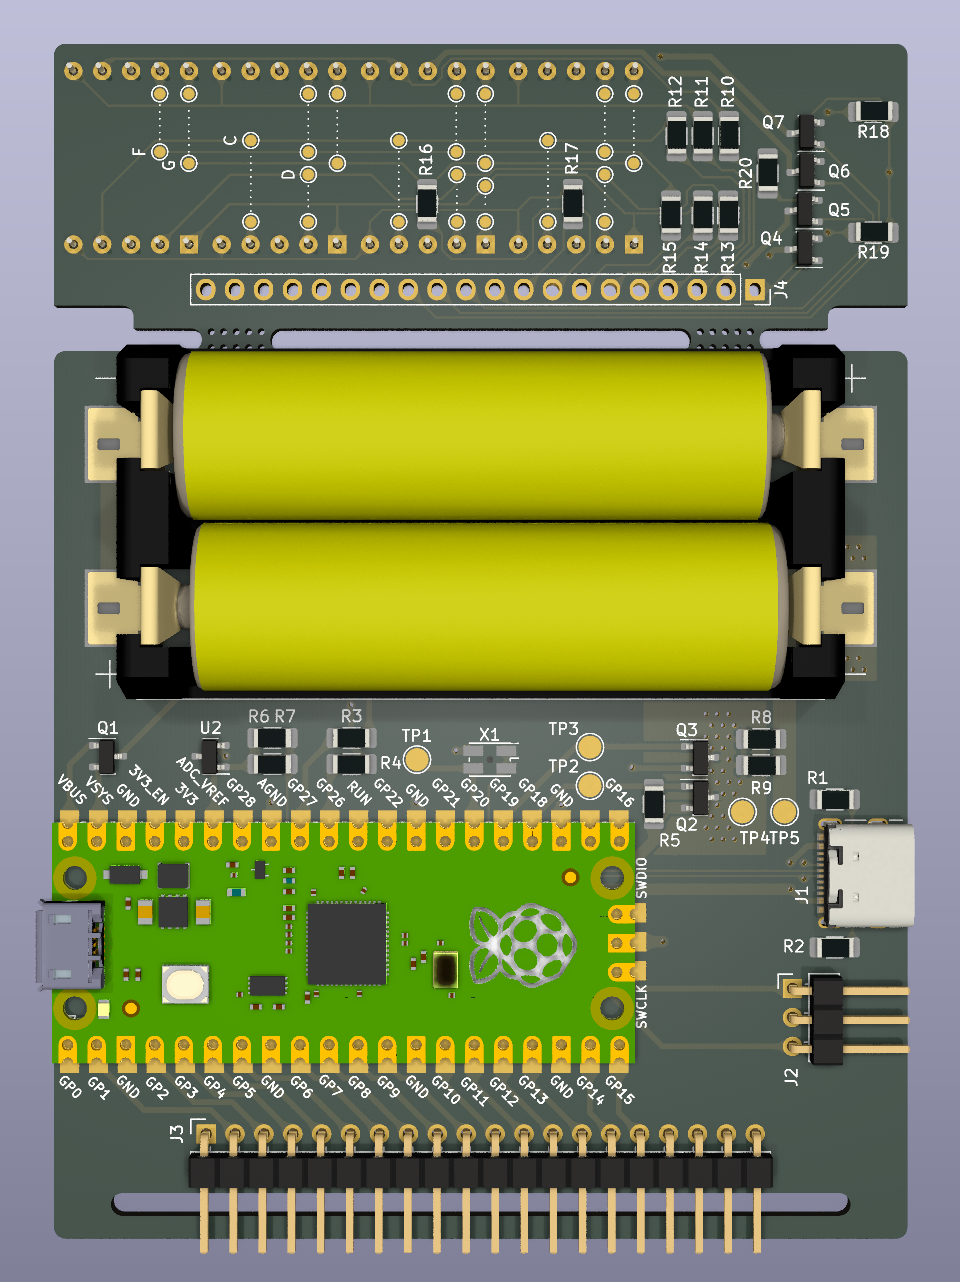 R12
R11
R10
Q7
R18
F
G
C
D
R16
R17
R20
Q6
Q5
Q4
R19
R15
R14
R13
J4
Q1
U2
R6 R7
R3
TP1
R4
X1
TP3
TP2
Q3
R8
R9
R1
Q2
R5
TP4
TP5
VBUS
VSYS
GND
3V3_EN
3V3
ADC_VREF
GP28
AGND
GP27
GP26
RUN
GP22
GND
GP21
GP20
GP19
GP18
GND
GP16
SWDIO
SWCLK
J1
R2
J2
GP0
GP1
GND
GP2
GP3
GP4
GP5
GND
GP6
GP7
GP8
GP9
GND
GP10
GP11
GP12
GP13
GND
GP14
GP15
J3